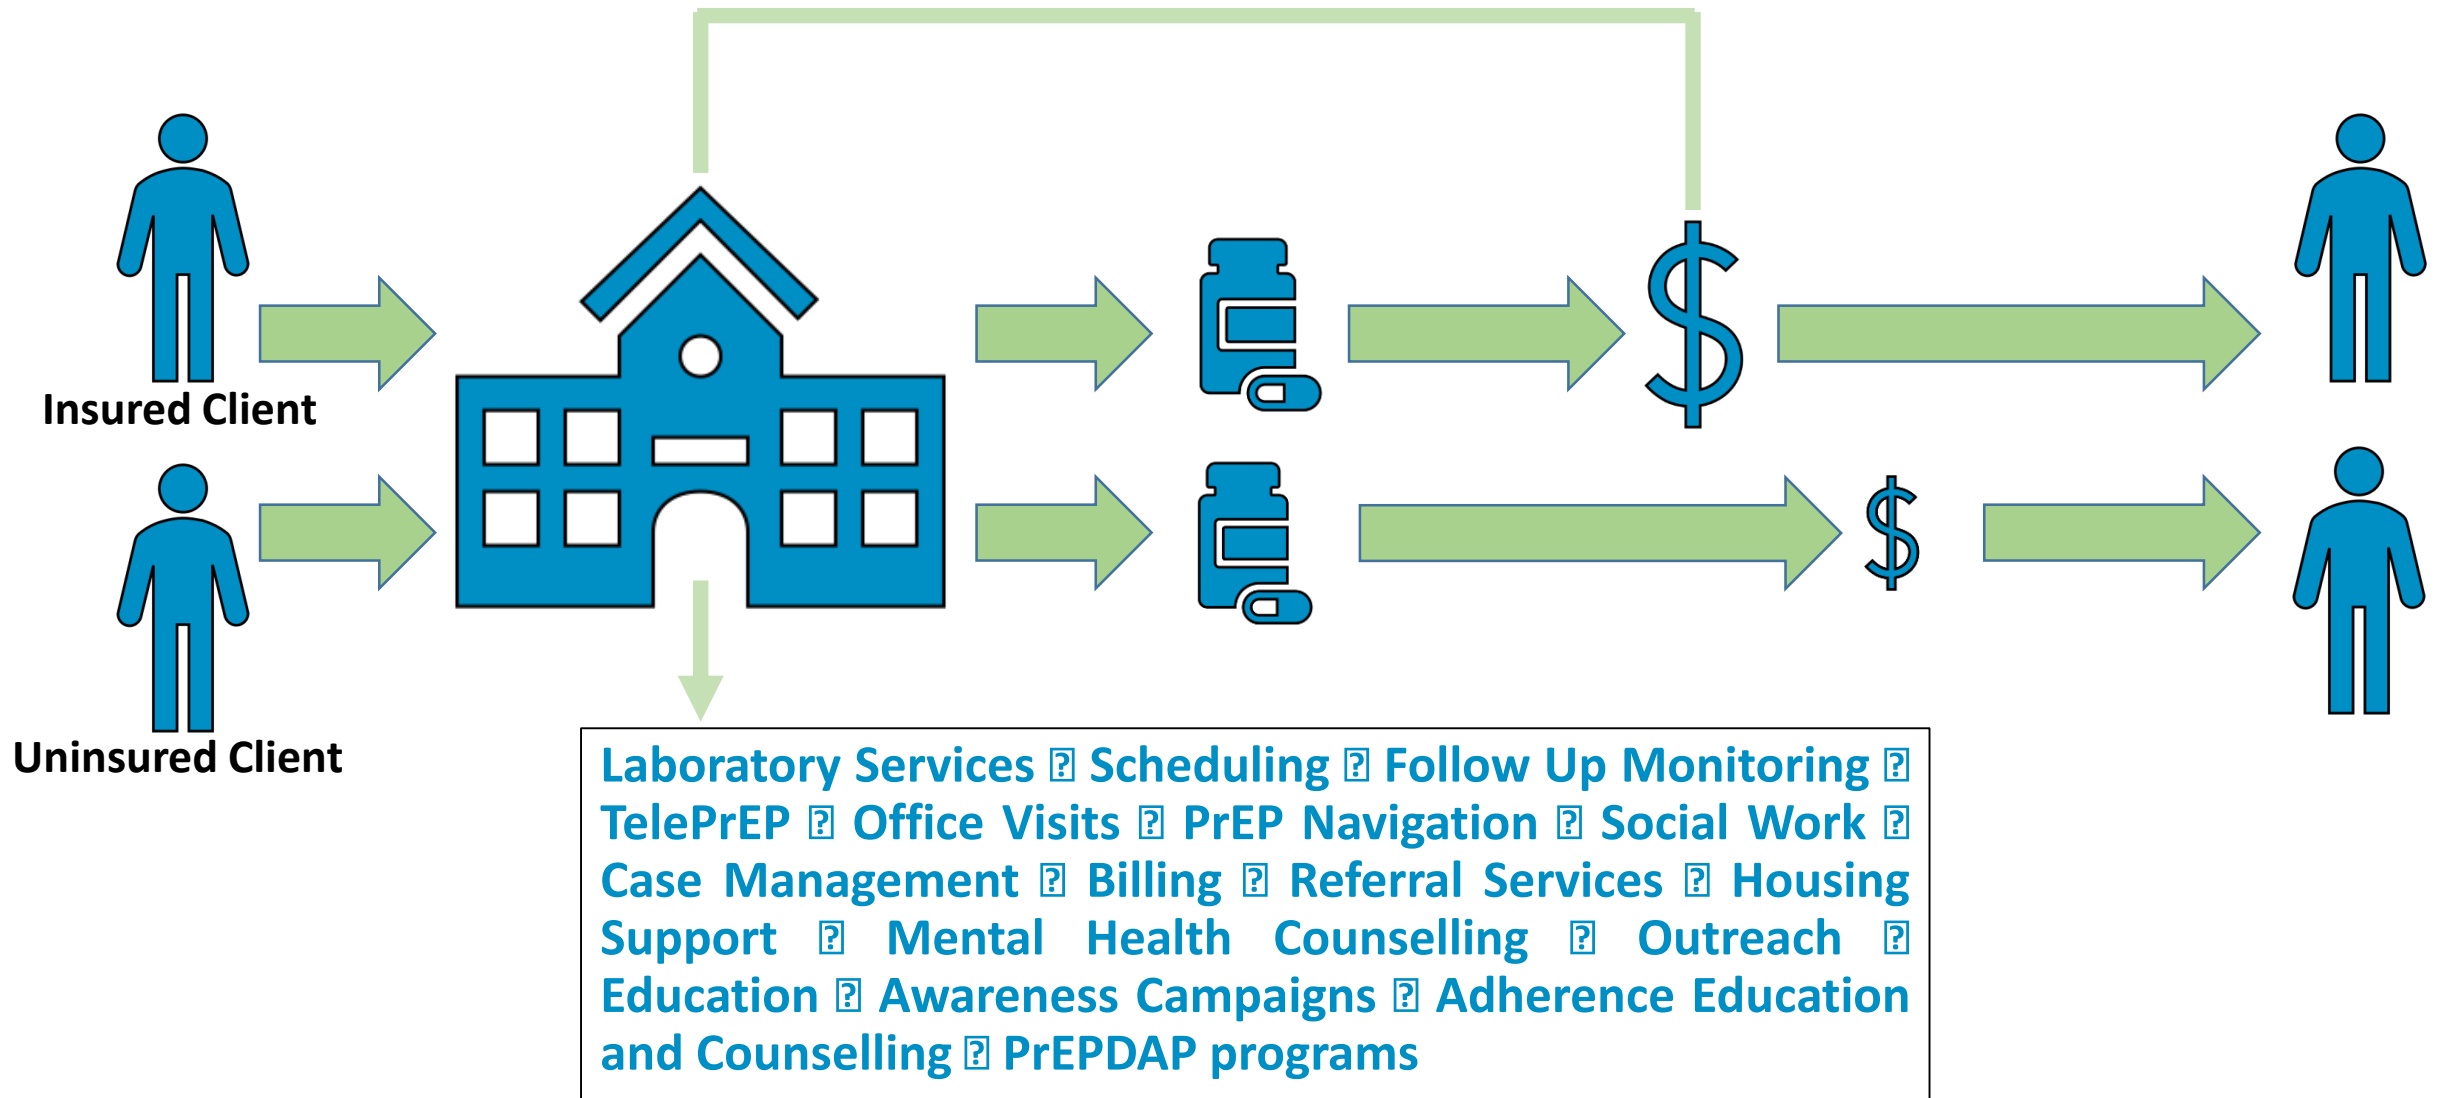 Insured Client
Uninsured Client
Laboratory Services ⍰ Scheduling ⍰ Follow Up Monitoring ⍰
TelePrEP ⍰ Office Visits ⍰ PrEP Navigation ⍰ Social Work ⍰
Case Management ⍰ Billing ⍰ Referral Services ⍰ Housing
Support ⍰ Mental Health Counselling ⍰ Outreach ⍰
Education ⍰ Awareness Campaigns ⍰ Adherence Education
and Counselling ⍰ PrEPDAP programs